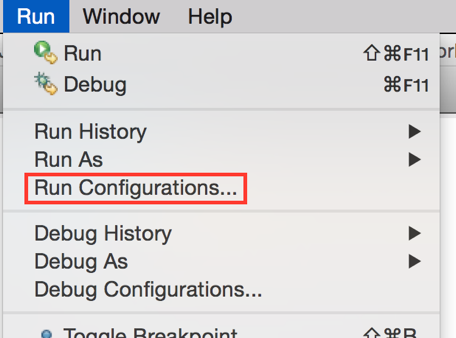 Run Window Help
Run ⇧⌘F11
Debug ⌘F11
Run History ▶
Run As ▶
Run Configurations...
Debug History ▶
Debug As ▶
Debug Configurations...
Toggle Breakpoint ⇧⌘B